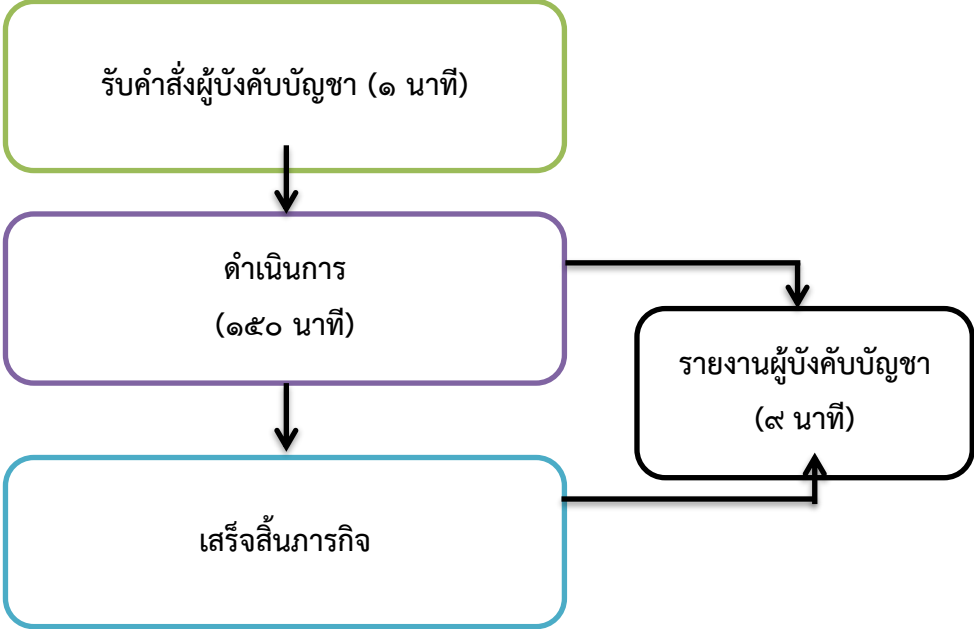 รับคำสั่งผู้บังคับบัญชา (๑ นาที)
ดำเนินการ
(๑๕๐ นาที)
รายงานผู้บังคับบัญชา
(๙ นาที)
เสร็จสิ้นภารกิจ